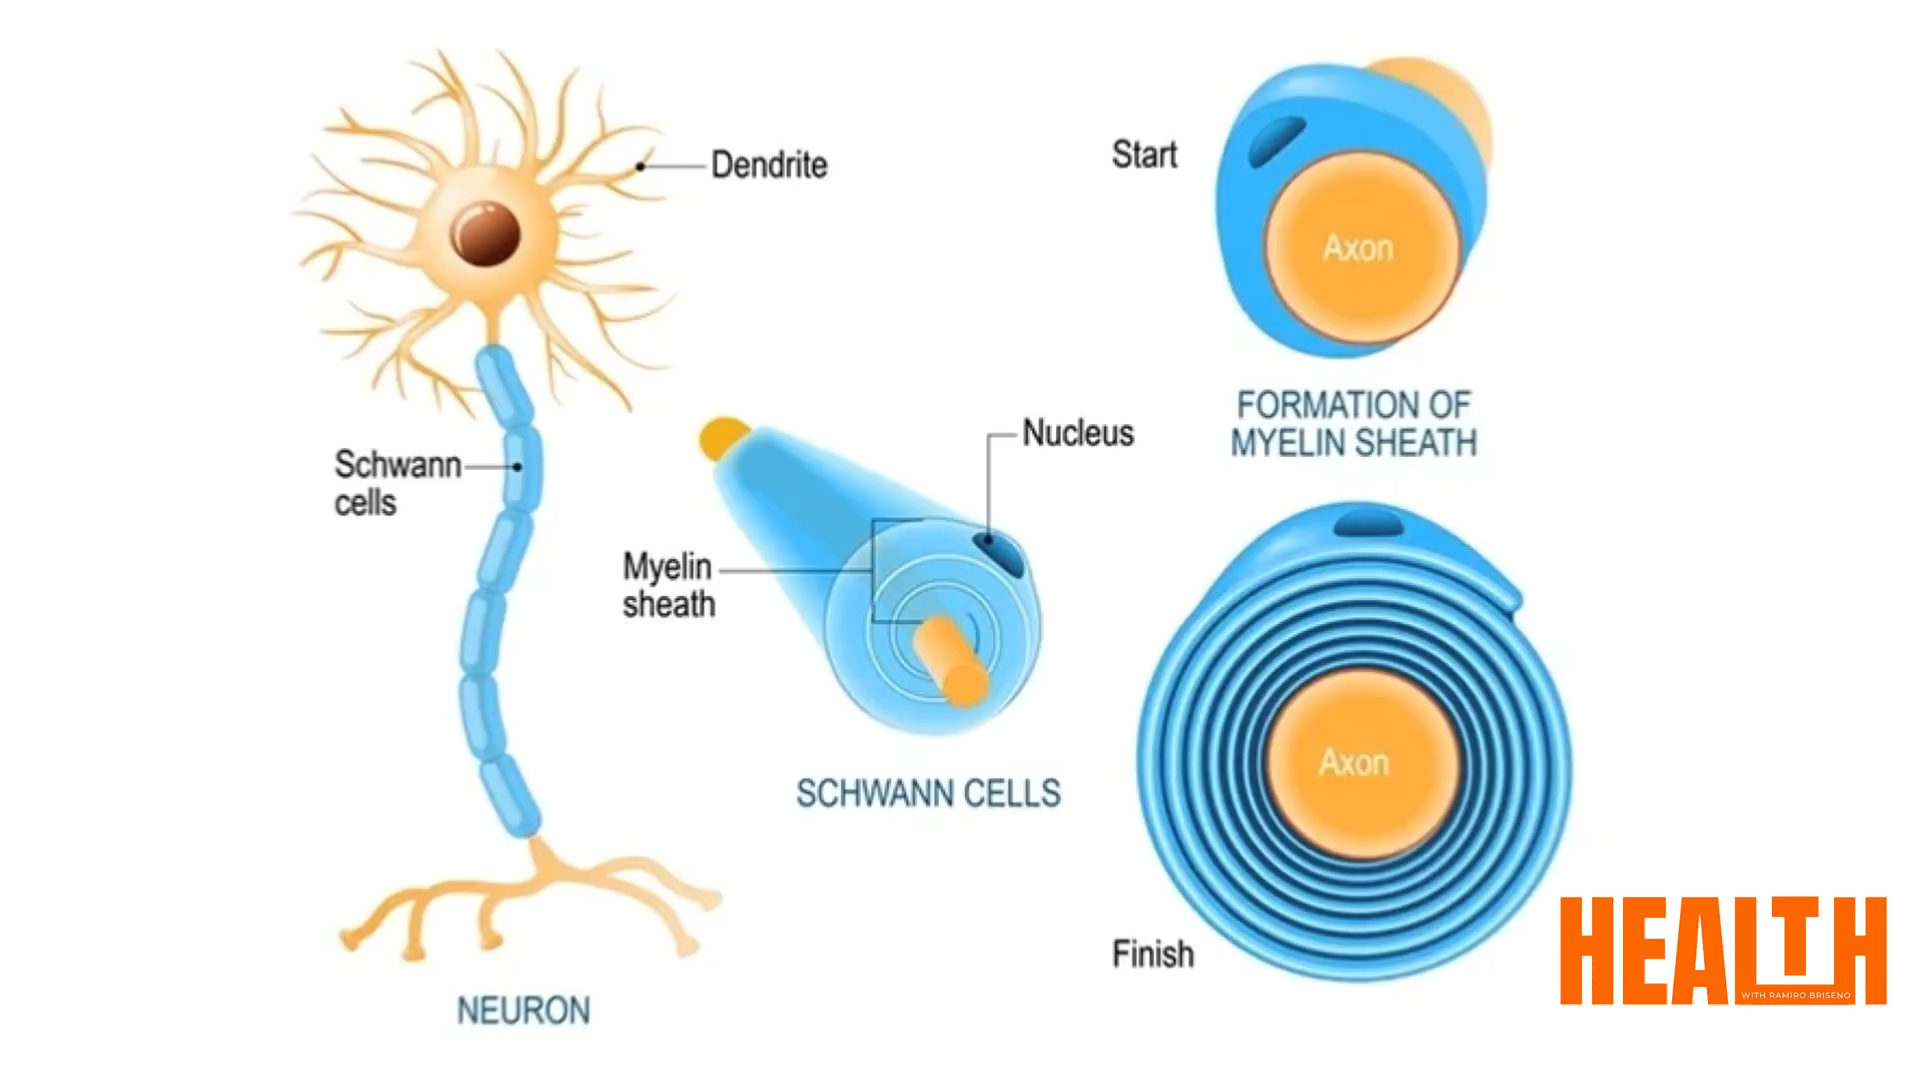 Dendrite
Schwann
cells
NEURON
Nucleus
Myelin
sheath
SCHWANN CELLS
Start
Axon
FORMATION OF
MYELIN SHEATH
Axon
Finish
HEALTH
WITH RAMIRO BRISENO